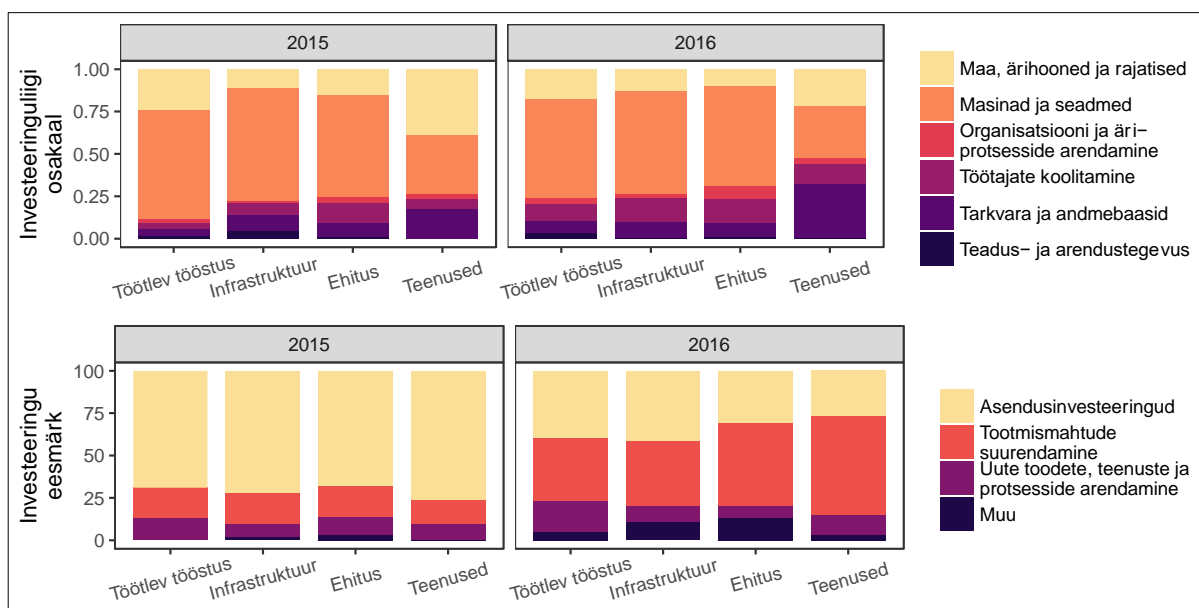 2015
2016
Investeeringuliigi
osakaal
1.00
0.75
0.50
0.25
0.00
Töötlev tööstus
Infrastruktuur
Ehitus
Teenused
Töötlev tööstus
Infrastruktuur
Ehitus
Teenused
Maa, ärihooned ja rajatised
Masinad ja seadmed
Organisatsiooni ja äri-
protsesside arendamine
Töötajate koolitamine
Tarkvara ja andmebaasid
Teadus− ja arendustegevus
2015
2016
Investeeringu
eesmärk
100
75
50
25
0
Töötlev tööstus
Infrastruktuur
Ehitus
Teenused
Töötlev tööstus
Infrastruktuur
Ehitus
Teenused
Asendusinvesteeringud
Tootmismahtude
suurendamine
Uute toodete, teenuste ja
protsesside arendamine
Muu